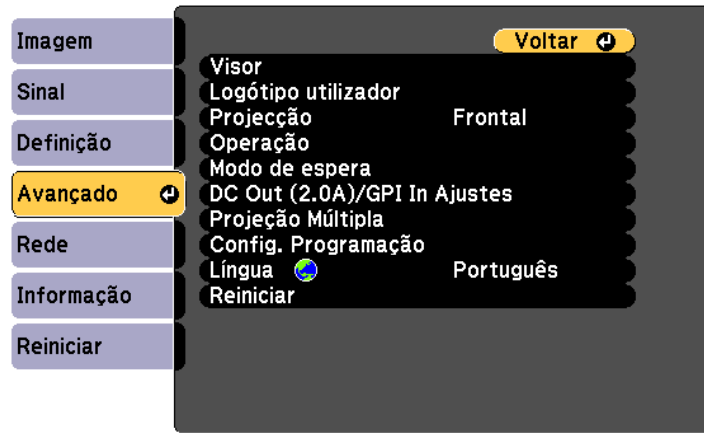 Imagem
Sinal
Definição
Avançado
Rede
Informação
Reiniciar
Voltar
Visor
Logótipo utilizador
Projecção Frontal
Operação
Modo de espera
DC Out (2.0A)/GPI In Ajustes
Projeção Múltipla
Config. Programação
Língua Português
Reiniciar